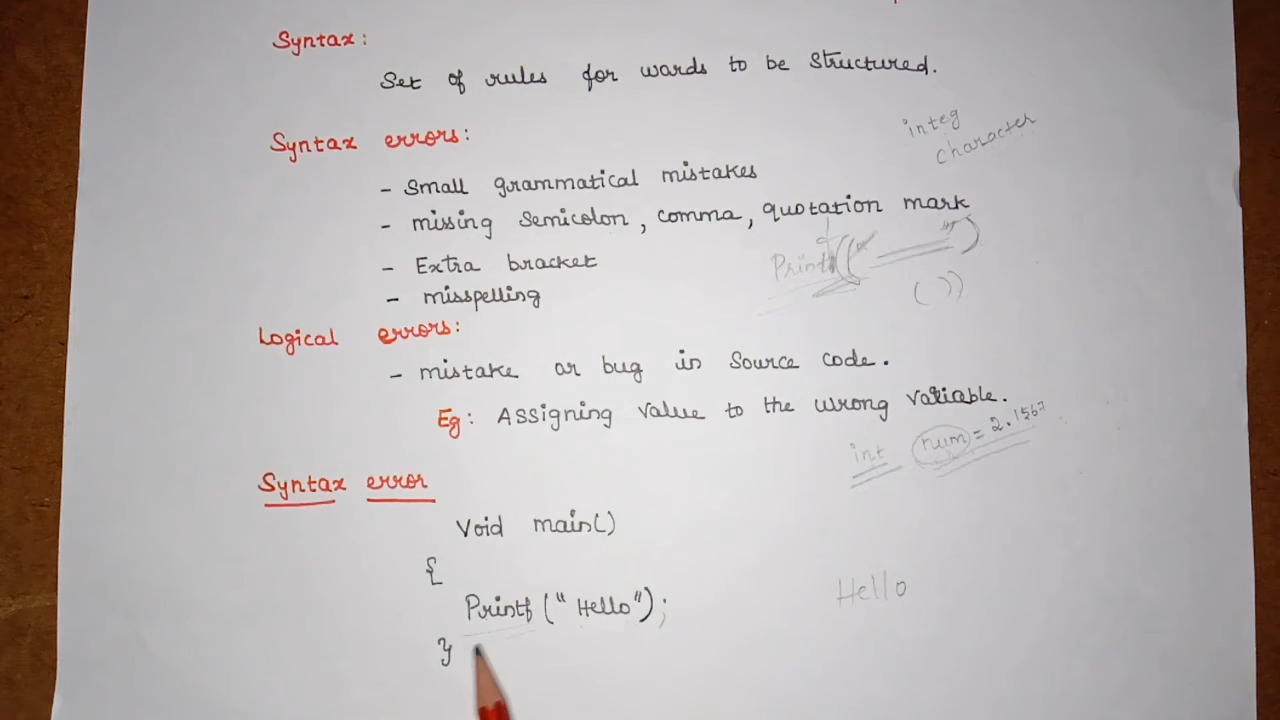 Syntax:
Set of rules for words to be structured.
Syntax errors:
integ
character
- Small grammatical mistakes
- missing semicolon, comma, quotation mark
Printf((" ")
- Extra bracket
())
- misspelling
Logical errors:
- mistake or bug in source code.
Eg: Assigning value to the wrong variable.
int num = 2.1567
Syntax error
Void main()
{
Printf (" Hello");
Hello
}